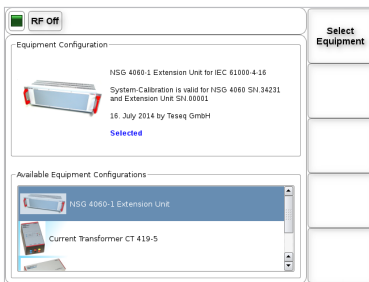 RF Off
Select
Equipment
Equipment Configuration
NSG 4060-1 Extension Unit for IEC 61000-4-16
System-Calibration is valid for NSG 4060 SN.34231
and Extension Unit SN.00001
16. July 2014 by Teseq GmbH
Selected
Available Equipment Configurations
NSG 4060-1 Extension Unit
Current Transformer CT 419-5